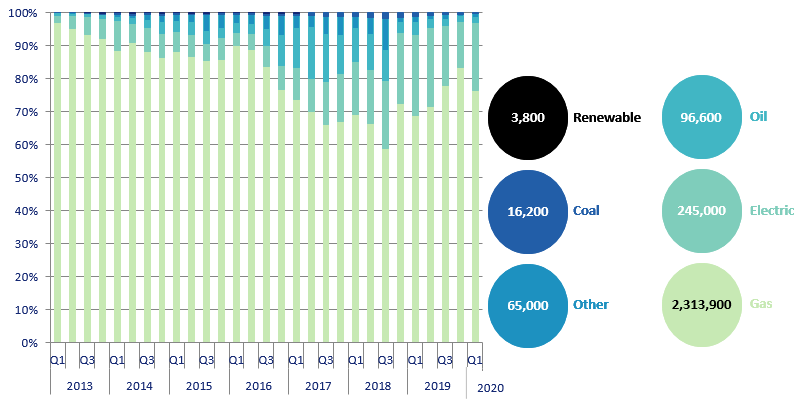 100%
90%
80%
70%
60%
50%
40%
30%
20%
10%
0%
Q1 Q3 Q1 Q3 Q1 Q3 Q1 Q3 Q1 Q3 Q1 Q3 Q1 Q3 Q1
2013 2014 2015 2016 2017 2018 2019 2020
3,800 Renewable
96,600 Oil
16,200 Coal
245,000 Electric
65,000 Other
2,313,900 Gas